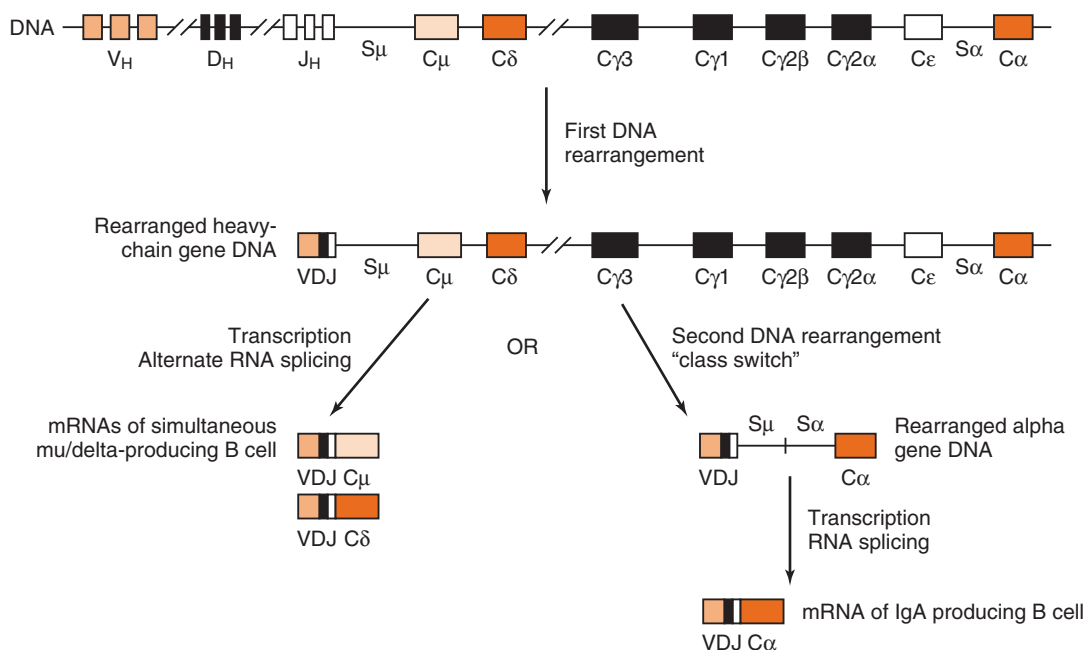 DNA
Sμ Sα
V_H D_H J_H Cμ Cδ Cγ3 Cγ1 Cγ2β Cγ2α Cε Cα
First DNA
rearrangement
Rearranged heavy-
chain gene DNA
VDJ Sμ Cμ Cδ Cγ3 Cγ1 Cγ2β Cγ2α Cε Sα Cα
Transcription
Alternate RNA splicing
OR
Second DNA rearrangement
“class switch”
mRNAs of simultaneous
mu/delta-producing B cell
VDJ Cμ
VDJ Cδ
Sμ Sα
VDJ Cα
Rearranged alpha
gene DNA
Transcription
RNA splicing
mRNA of IgA producing B cell
VDJ Cα